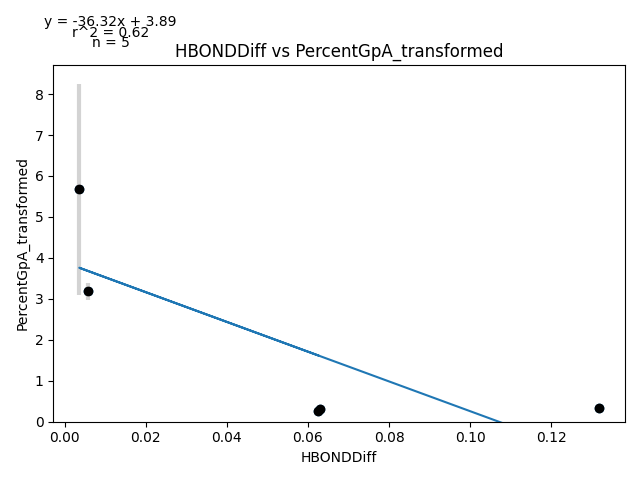 y = -36.32x + 3.89
r^2 = 0.62
n = 5
HBONDDiff vs PercentGpA_transformed
8
7
6
5
4
3
2
1
0
PercentGpA_transformed
0.00 0.02 0.04 0.06 0.08 0.10 0.12
HBONDDiff